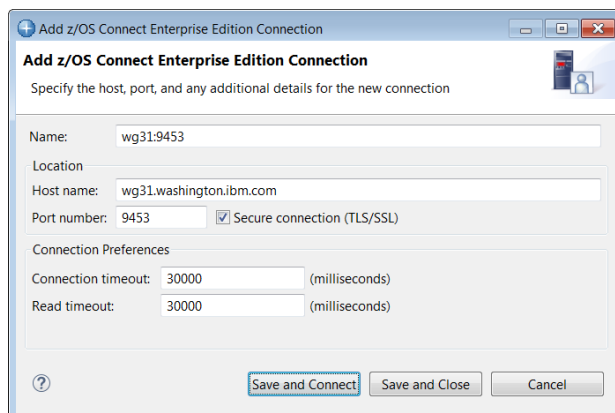 Add z/OS Connect Enterprise Edition Connection
Add z/OS Connect Enterprise Edition Connection
Specify the host, port, and any additional details for the new connection
Name: wg31:9453
Location
Host name: wg31.washington.ibm.com
Port number: 9453 Secure connection (TLS/SSL)
Connection Preferences
Connection timeout: 30000 (milliseconds)
Read timeout: 30000 (milliseconds)
? Save and Connect Save and Close Cancel